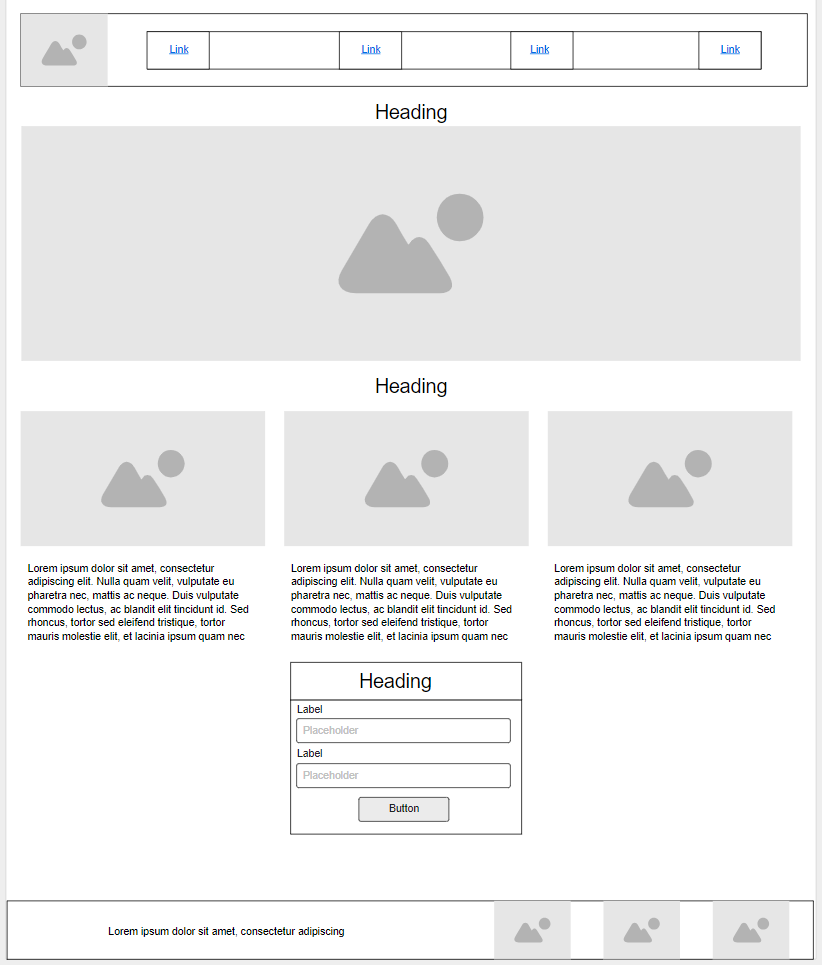 Link
Link
Link
Link
Heading
Heading
Lorem ipsum dolor sit amet, consectetur
adipiscing elit. Nulla quam velit, vulputate eu
pharetra nec, mattis ac neque. Duis vulputate
commodo lectus, ac blandit elit tincidunt id. Sed
rhoncus, tortor sed eleifend tristique, tortor
mauris molestie elit, et lacinia ipsum quam nec
Lorem ipsum dolor sit amet, consectetur
adipiscing elit. Nulla quam velit, vulputate eu
pharetra nec, mattis ac neque. Duis vulputate
commodo lectus, ac blandit elit tincidunt id. Sed
rhoncus, tortor sed eleifend tristique, tortor
mauris molestie elit, et lacinia ipsum quam nec
Lorem ipsum dolor sit amet, consectetur
adipiscing elit. Nulla quam velit, vulputate eu
pharetra nec, mattis ac neque. Duis vulputate
commodo lectus, ac blandit elit tincidunt id. Sed
rhoncus, tortor sed eleifend tristique, tortor
mauris molestie elit, et lacinia ipsum quam nec
Heading
Label
Placeholder
Label
Placeholder
Button
Lorem ipsum dolor sit amet, consectetur adipiscing